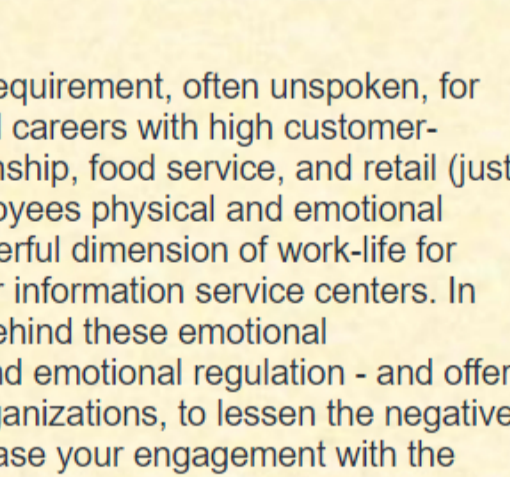 equirement, often unspoken, for
careers with high customer-
nship, food service, and retail (just
oyees physical and emotional
erful dimension of work-life for
r information service centers. In
ehind these emotional
nd emotional regulation - and offer
ganizations, to lessen the negative
ase your engagement with the